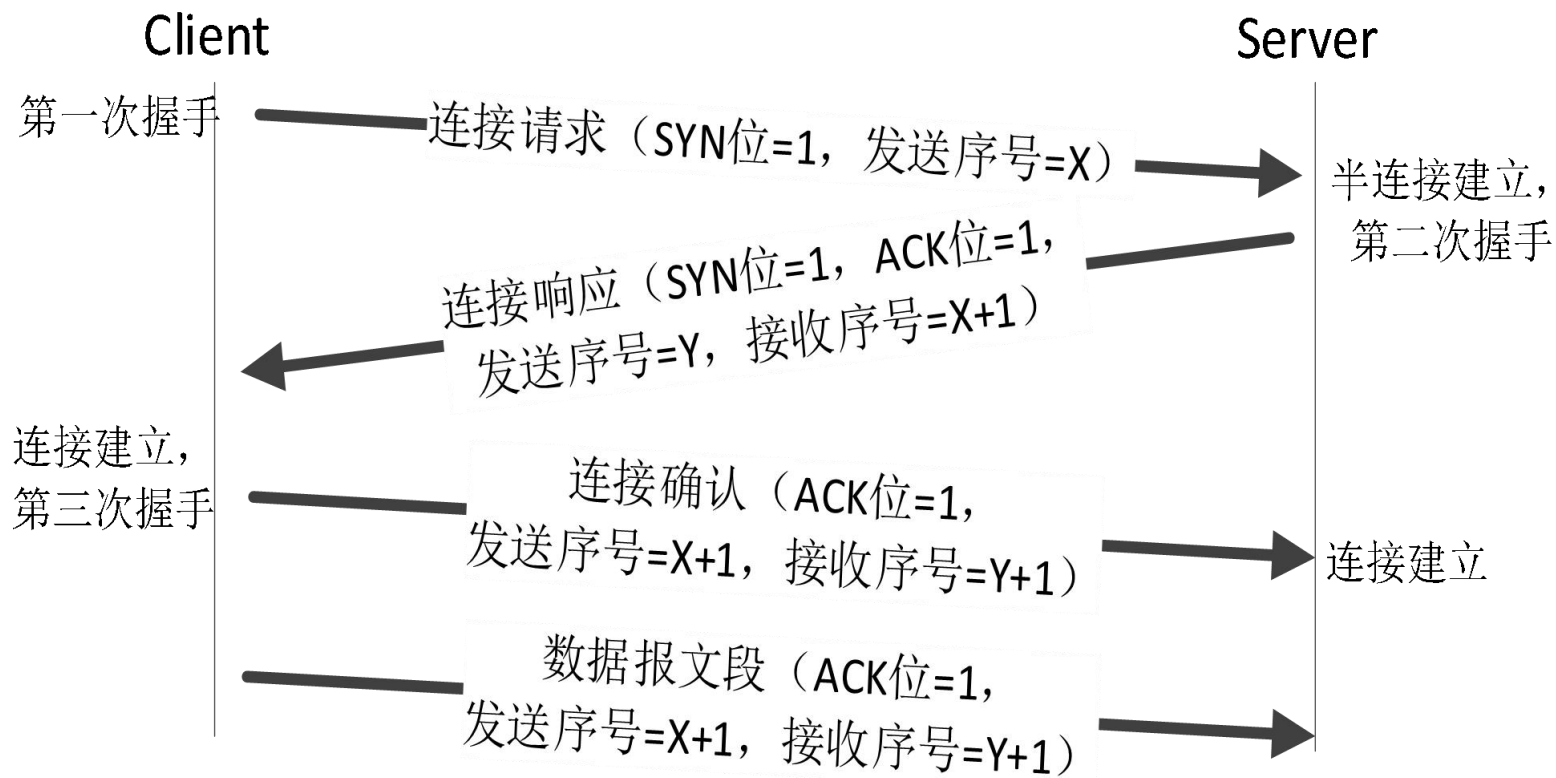 Client
Server
第一次握手
连接请求（SYN位=1，发送序号=X）
半连接建立，
第二次握手
连接响应（SYN位=1，ACK位=1，
发送序号=Y，接收序号=X+1）
连接建立，
第三次握手
连接确认（ACK位=1，
发送序号=X+1，接收序号=Y+1）
连接建立
数据报文段（ACK位=1，
发送序号=X+1，接收序号=Y+1）